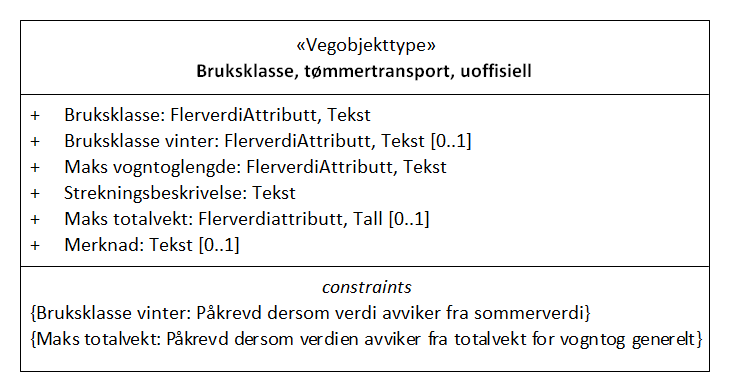 «Vegobjekttype»
Bruksklasse, tømmertransport, uoffisiell
+ Bruksklasse: FlerverdiAttributt, Tekst
+ Bruksklasse vinter: FlerverdiAttributt, Tekst [0..1]
+ Maks vogntoglengde: FlerverdiAttributt, Tekst
+ Strekningsbeskrivelse: Tekst
+ Maks totalvekt: Flerverdiattributt, Tall [0..1]
+ Merknad: Tekst [0..1]
constraints
{Bruksklasse vinter: Påkrevd dersom verdi avviker fra sommerverdi}
{Maks totalvekt: Påkrevd dersom verdien avviker fra totalvekt for vogntog generelt}